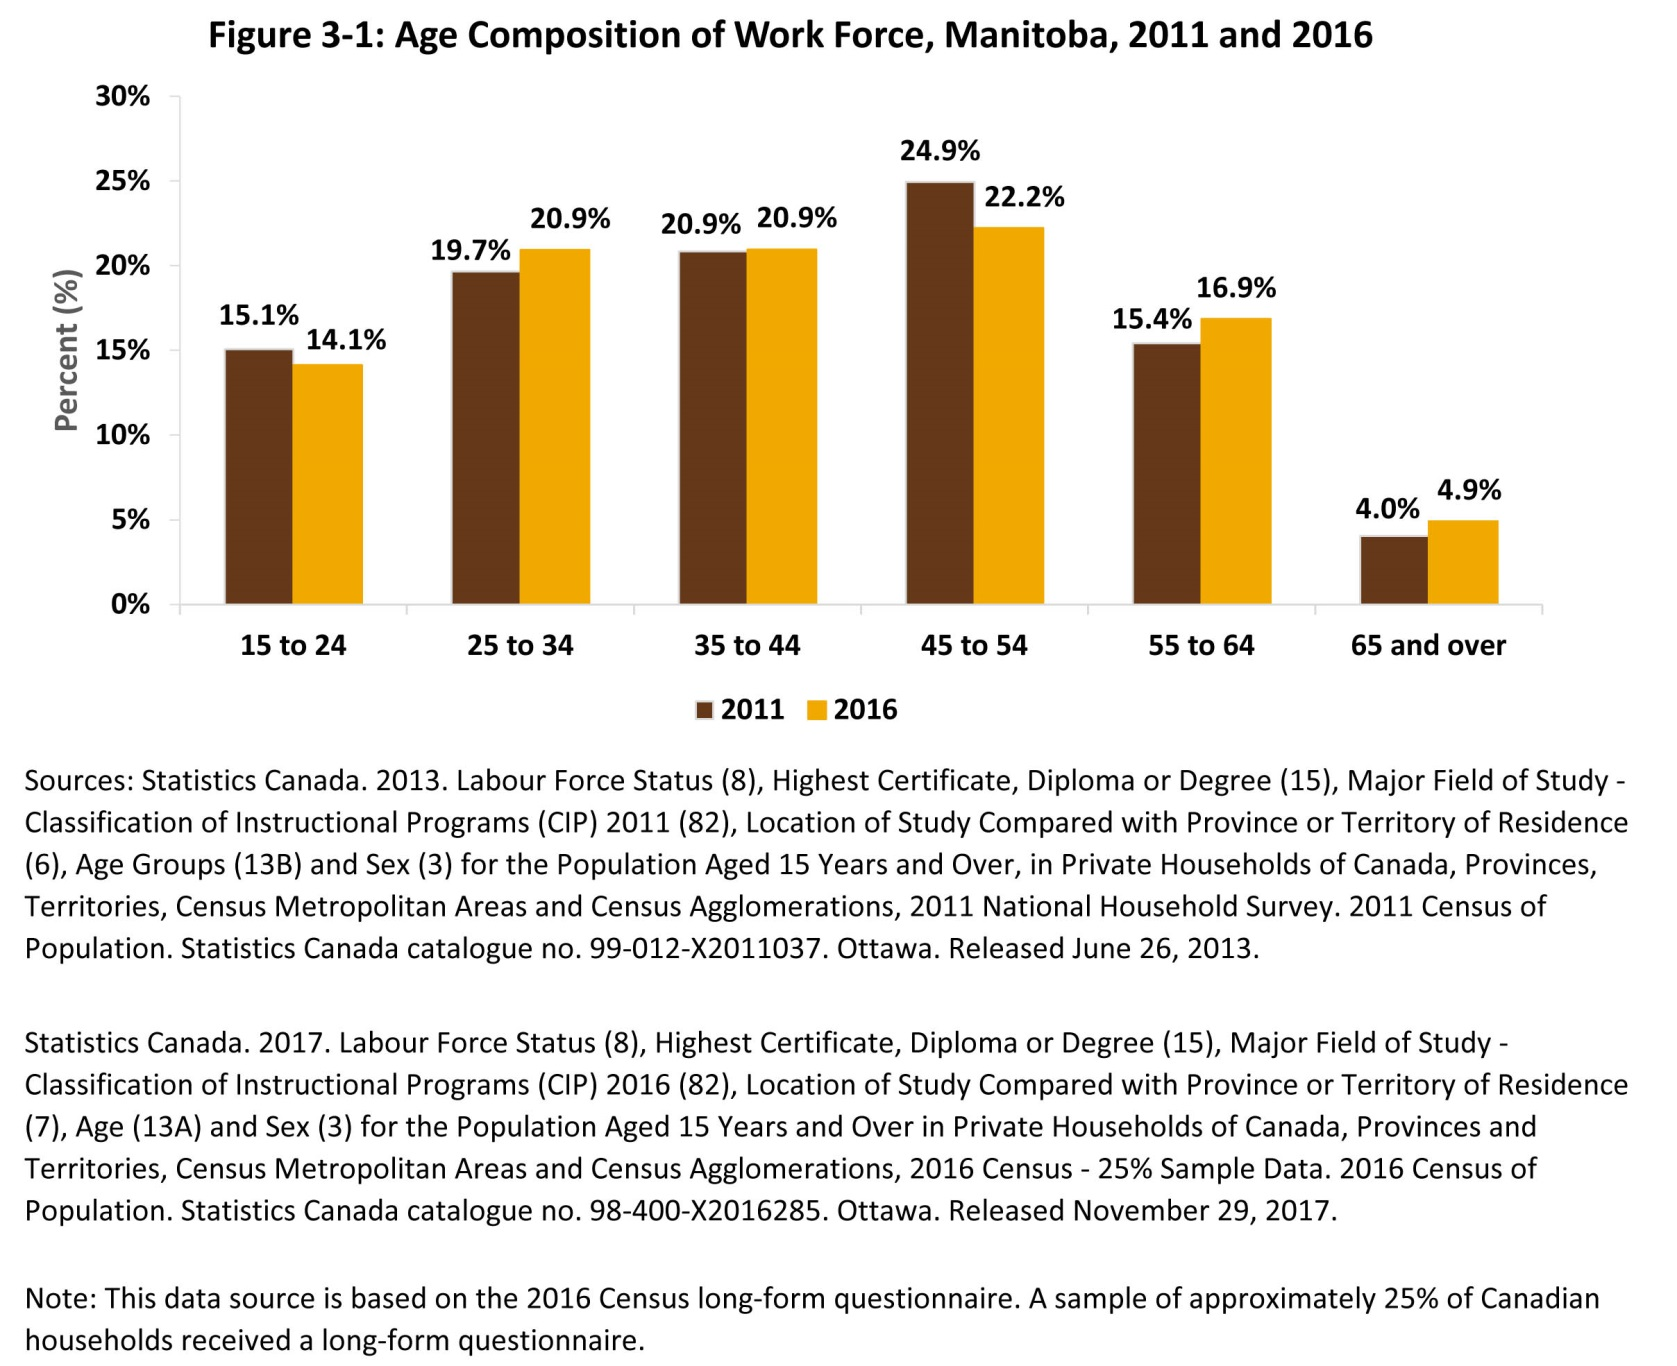 Figure 3-1: Age Composition of Work Force, Manitoba, 2011 and 2016
30%
25%
20%
15%
10%
5%
0%
Percent (%)
15.1%
14.1%
19.7%
20.9%
20.9%
20.9%
24.9%
22.2%
15.4%
16.9%
4.0%
4.9%
15 to 24
25 to 34
35 to 44
45 to 54
55 to 64
65 and over
2011
2016
Sources: Statistics Canada. 2013. Labour Force Status (8), Highest Certificate, Diploma or Degree (15), Major Field of Study -
Classification of Instructional Programs (CIP) 2011 (82), Location of Study Compared with Province or Territory of Residence
(6), Age Groups (13B) and Sex (3) for the Population Aged 15 Years and Over, in Private Households of Canada, Provinces,
Territories, Census Metropolitan Areas and Census Agglomerations, 2011 National Household Survey. 2011 Census of
Population. Statistics Canada catalogue no. 99-012-X2011037. Ottawa. Released June 26, 2013.
Statistics Canada. 2017. Labour Force Status (8), Highest Certificate, Diploma or Degree (15), Major Field of Study -
Classification of Instructional Programs (CIP) 2016 (82), Location of Study Compared with Province or Territory of Residence
(7), Age (13A) and Sex (3) for the Population Aged 15 Years and Over in Private Households of Canada, Provinces and
Territories, Census Metropolitan Areas and Census Agglomerations, 2016 Census - 25% Sample Data. 2016 Census of
Population. Statistics Canada catalogue no. 98-400-X2016285. Ottawa. Released November 29, 2017.
Note: This data source is based on the 2016 Census long-form questionnaire. A sample of approximately 25% of Canadian
households received a long-form questionnaire.